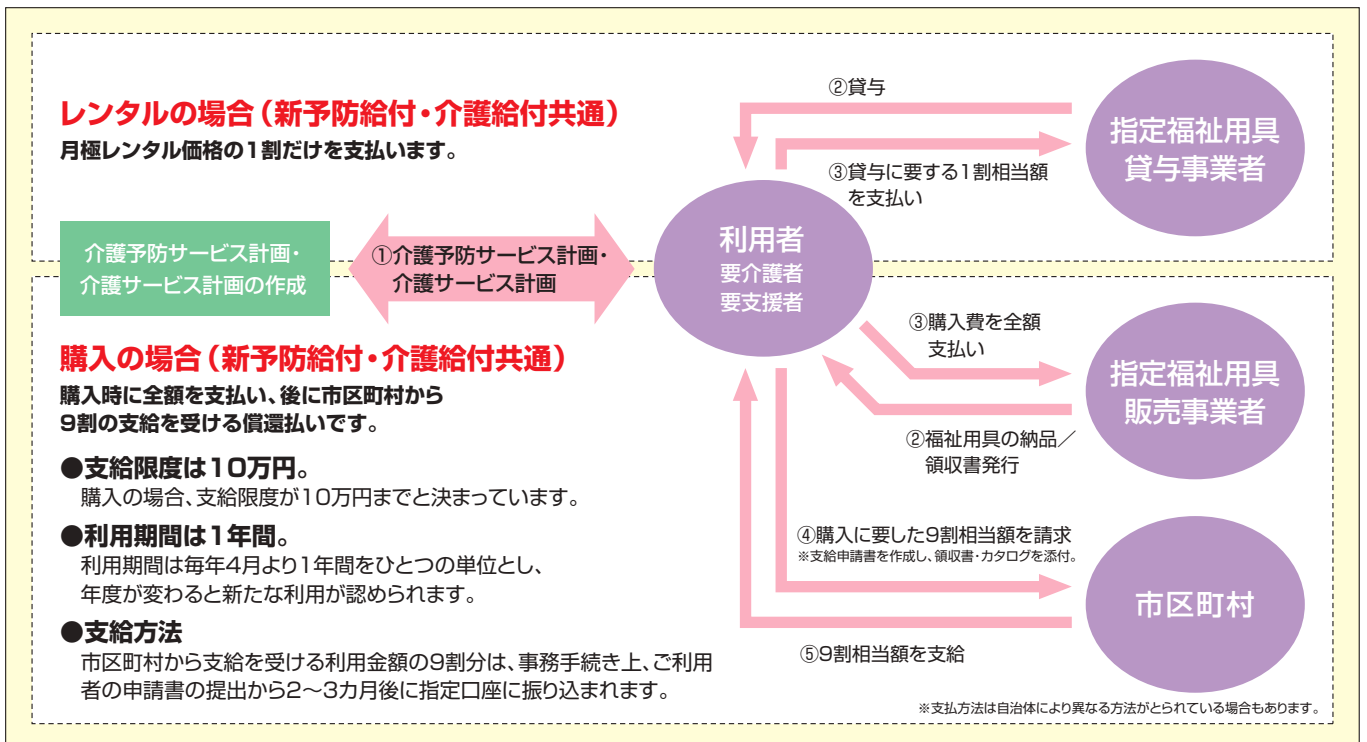 レンタルの場合（新予防給付・介護給付共通）
月極レンタル価格の1割だけを支払います。
②貸与
③貸与に要する1割相当額
を支払い
指定福祉用具
貸与事業者
介護予防サービス計画・
介護サービス計画の作成
①介護予防サービス計画・
介護サービス計画
利用者
要介護者
要支援者
購入の場合（新予防給付・介護給付共通）
購入時に全額を支払い、後に市区町村から
9割の支給を受ける償還払いです。
●支給限度は10万円。
購入の場合、支給限度が10万円までと決まっています。
●利用期間は1年間。
利用期間は毎年4月より1年間をひとつの単位とし、
年度が変わると新たな利用が認められます。
●支給方法
市区町村から支給を受ける利用金額の9割分は、事務手続き上、ご利用
者の申請書の提出から2～3カ月後に指定口座に振り込まれます。
③購入費を全額
支払い
②福祉用具の納品／
領収書発行
指定福祉用具
販売事業者
④購入に要した9割相当額を請求
※支給申請書を作成し、領収書・カタログを添付。
⑤9割相当額を支給
市区町村
※支払方法は自治体により異なる方法がとられている場合もあります。